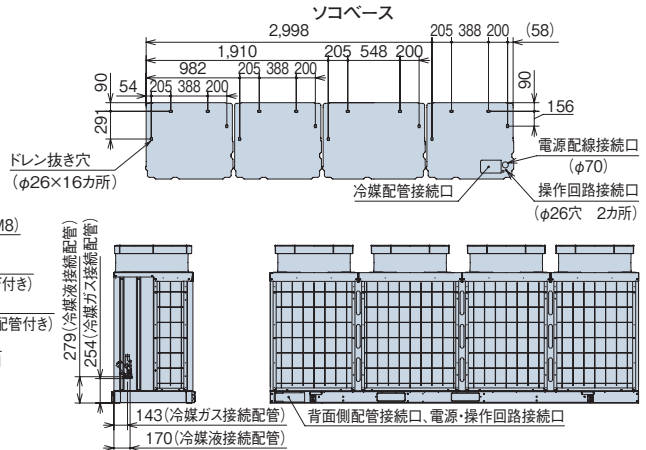 ソコベース
2,998
205 388 200 (58)
1,910
205 548 200
982
205 388 200
54 205 388 200
90
291
90
156
ドレン抜き穴
(φ26×16カ所)
電源配線接続口
(φ70)
冷媒配管接続口
操作回路接続口
(φ26穴 2カ所)
M8)
付き)
配管付き)
279(冷媒液接続配管)
254(冷媒ガス接続配管)
143(冷媒ガス接続配管)
170(冷媒液接続配管)
背面側配管接続口、電源・操作回路接続口